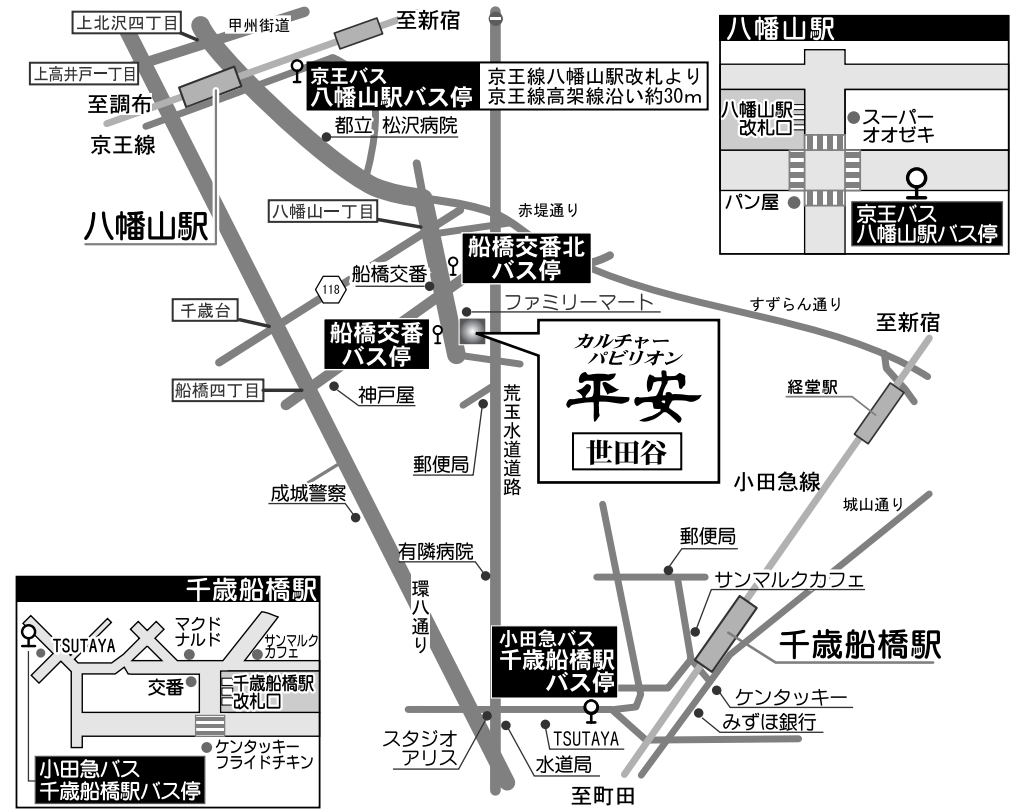 上北沢四丁目
甲州街道
至新宿
上高井戸一丁目
至調布
京王線
京王バス
八幡山駅バス停
京王線八幡山駅改札より
京王線高架線沿い約30m
都立 松沢病院
八幡山駅
八幡山一丁目
赤堤通り
船橋交番北
バス停
船橋交番
118
千歳台
ファミリーマート
すずらん通り
船橋交番
バス停
至新宿
カルチャー
パビリオン
平安
世田谷
船橋四丁目
神戸屋
経堂駅
荒玉水道道路
郵便局
小田急線
成城警察
城山通り
有隣病院
郵便局
サンマルクカフェ
環八通り
小田急バス
千歳船橋駅
バス停
千歳船橋駅
ケンタッキー
みずほ銀行
スタジオ
アリス
TSUTAYA
水道局
至町田
八幡山駅
八幡山駅
改札口
スーパー
オオゼキ
パン屋
京王バス
八幡山駅バス停
千歳船橋駅
TSUTAYA
マクド
ナルド
サンマルク
カフェ
交番
千歳船橋駅
改札口
ケンタッキー
フライドチキン
小田急バス
千歳船橋駅バス停